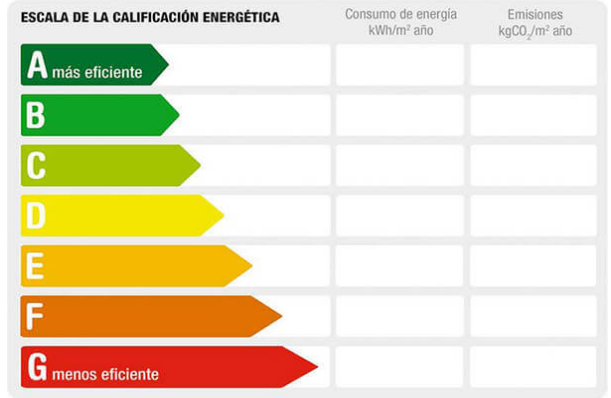 ESCALA DE LA CALIFICACIÓN ENERGÉTICA
Consumo de energía
kWh/m² año
Emisiones
kgCO₂/m² año
A más eficiente
B
C
D
E
F
G menos eficiente